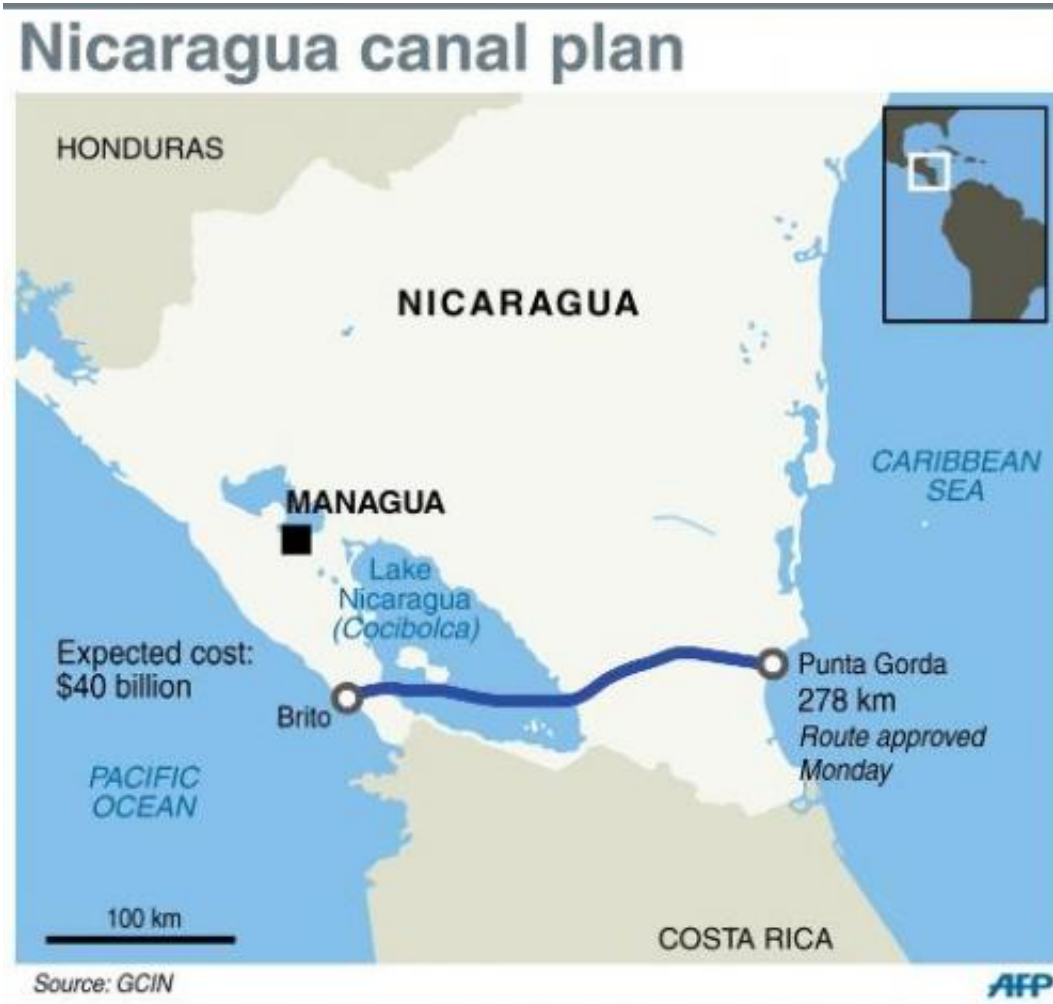 Nicaragua canal plan
HONDURAS
NICARAGUA
CARIBBEAN
SEA
MANAGUA
Lake
Nicaragua
(Cocibolca)
Expected cost:
$40 billion
Brito
Punta Gorda
278 km
Route approved
Monday
PACIFIC
OCEAN
100 km
COSTA RICA
Source: GCIN
AFP